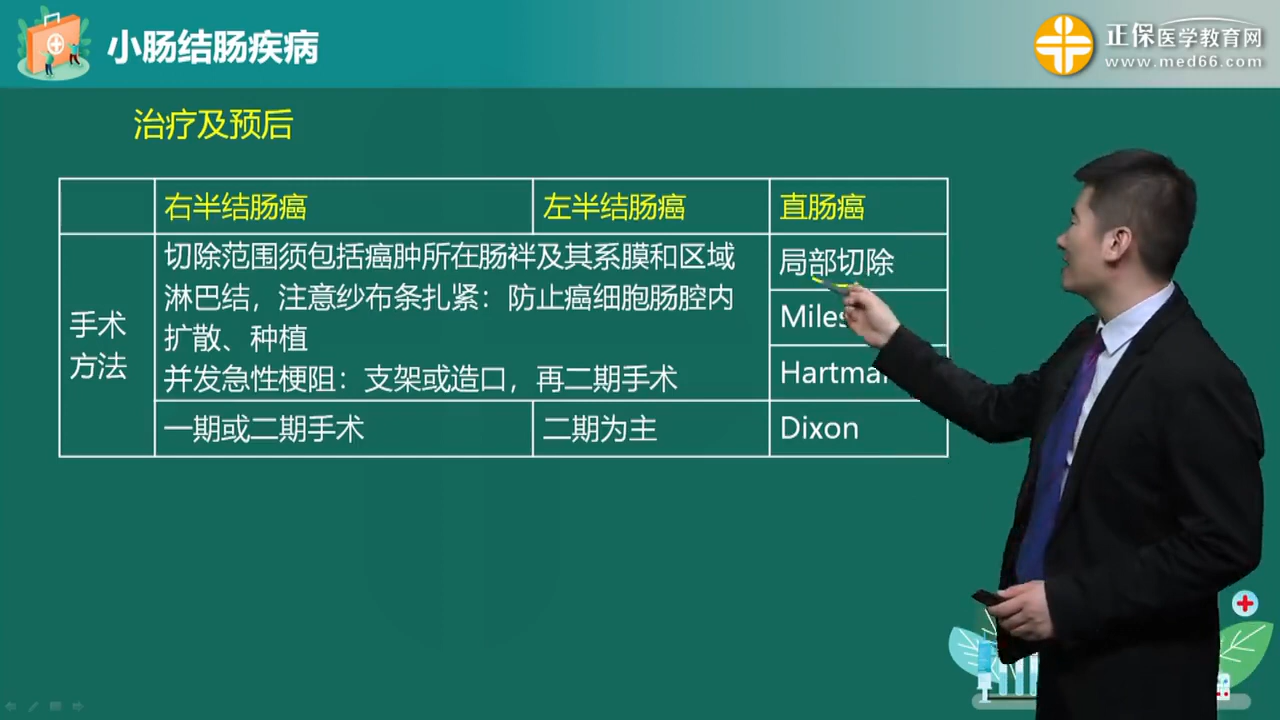 小肠结肠疾病
正保医学教育网
www.med66.com
治疗及预后
右半结肠癌
左半结肠癌
直肠癌
手术
方法
切除范围须包括癌肿所在肠袢及其系膜和区域
淋巴结，注意纱布条扎紧：防止癌细胞肠腔内
扩散、种植
并发急性梗阻：支架或造口，再二期手术
局部切除
Miles
Hartma
一期或二期手术
二期为主
Dixon